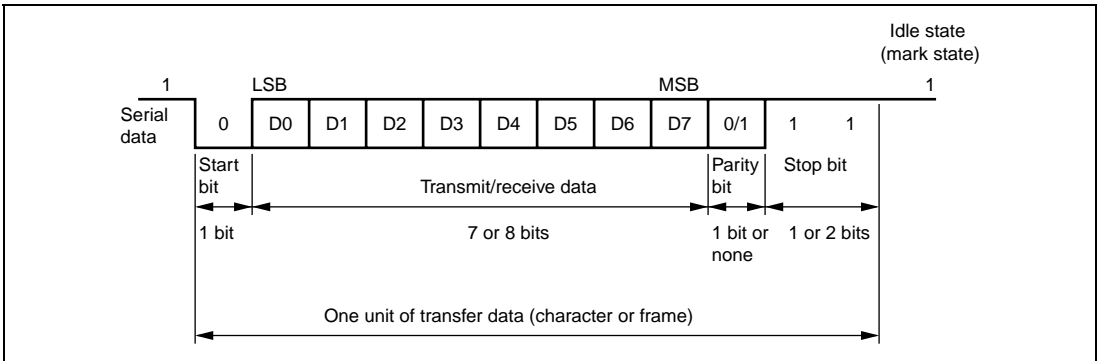 Idle state
(mark state)
1 LSB MSB 1
Serial
data
0 D0 D1 D2 D3 D4 D5 D6 D7 0/1 1 1
Start
bit
Transmit/receive data
Parity
bit
Stop bit
1 bit
7 or 8 bits
1 bit or
none
1 or 2 bits
One unit of transfer data (character or frame)